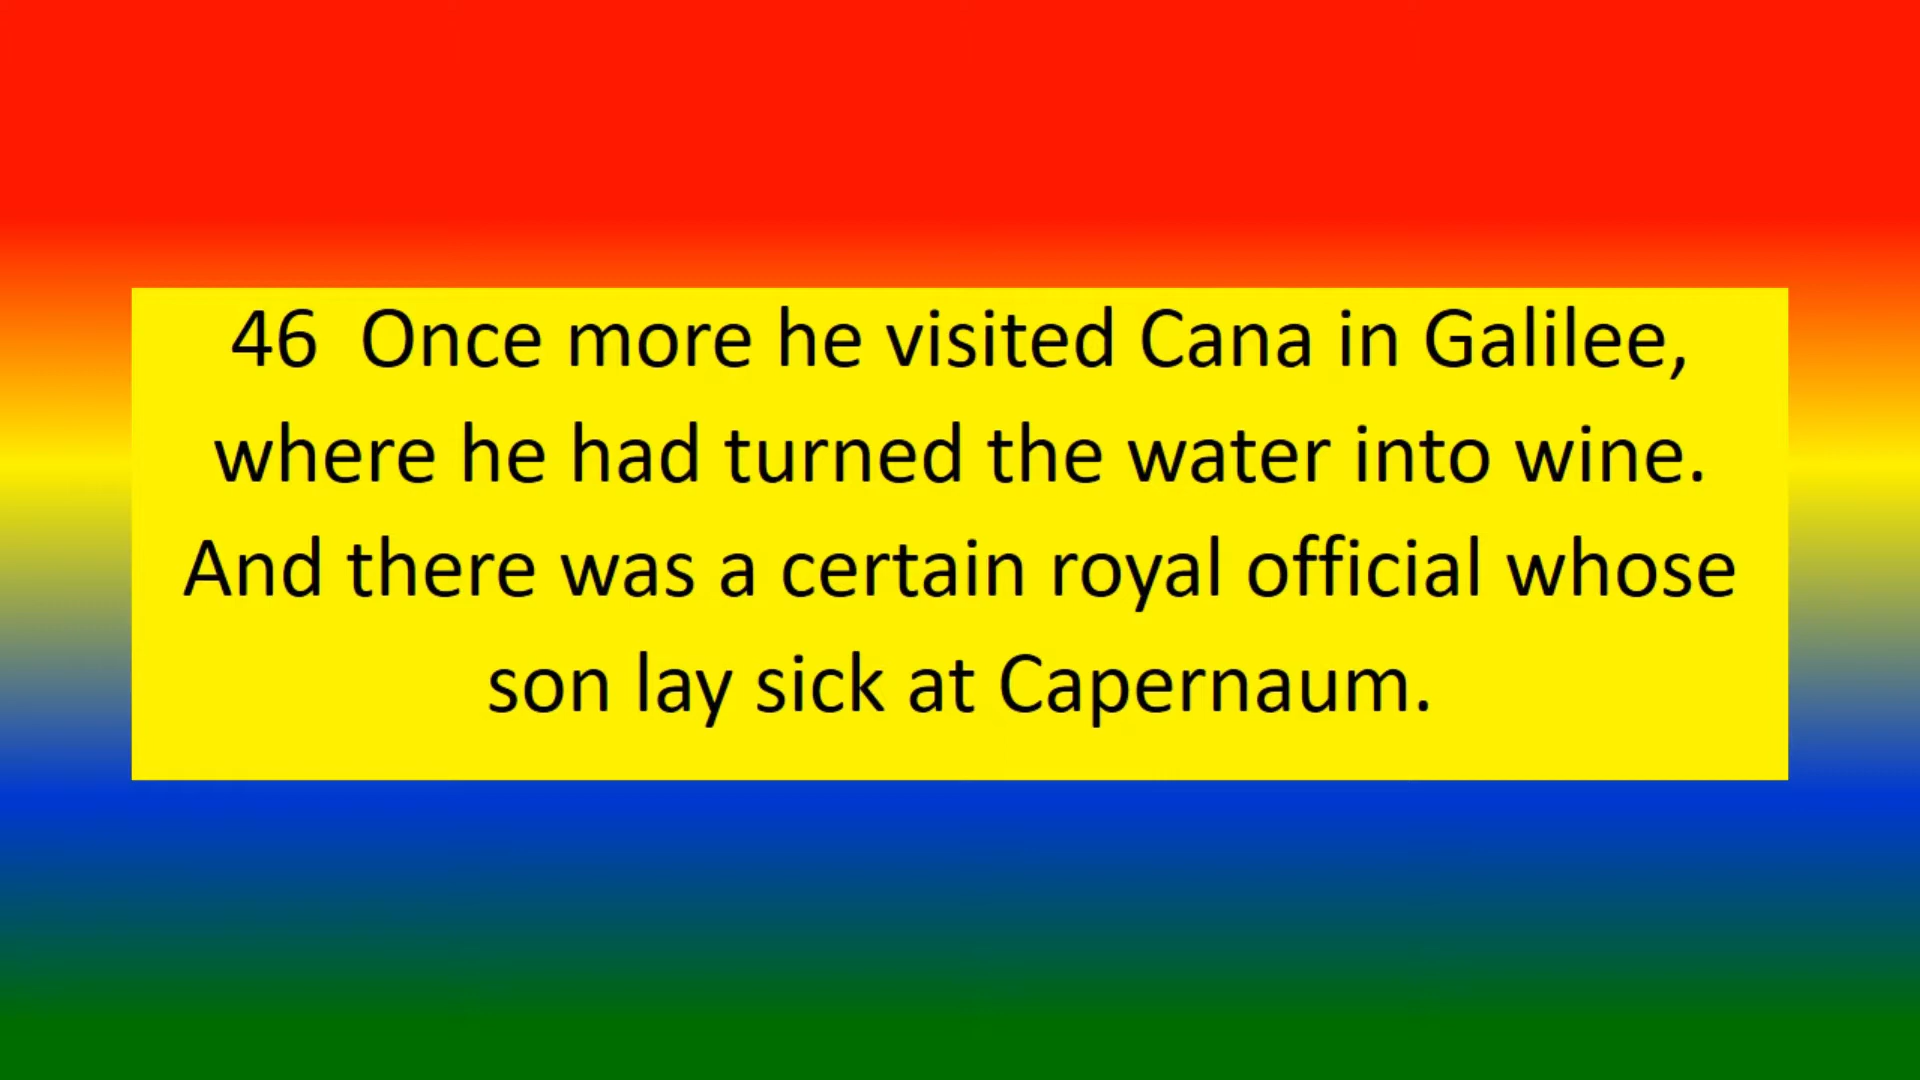 46  Once more he visited Cana in Galilee,
where he had turned the water into wine.
And there was a certain royal official whose
son lay sick at Capernaum.